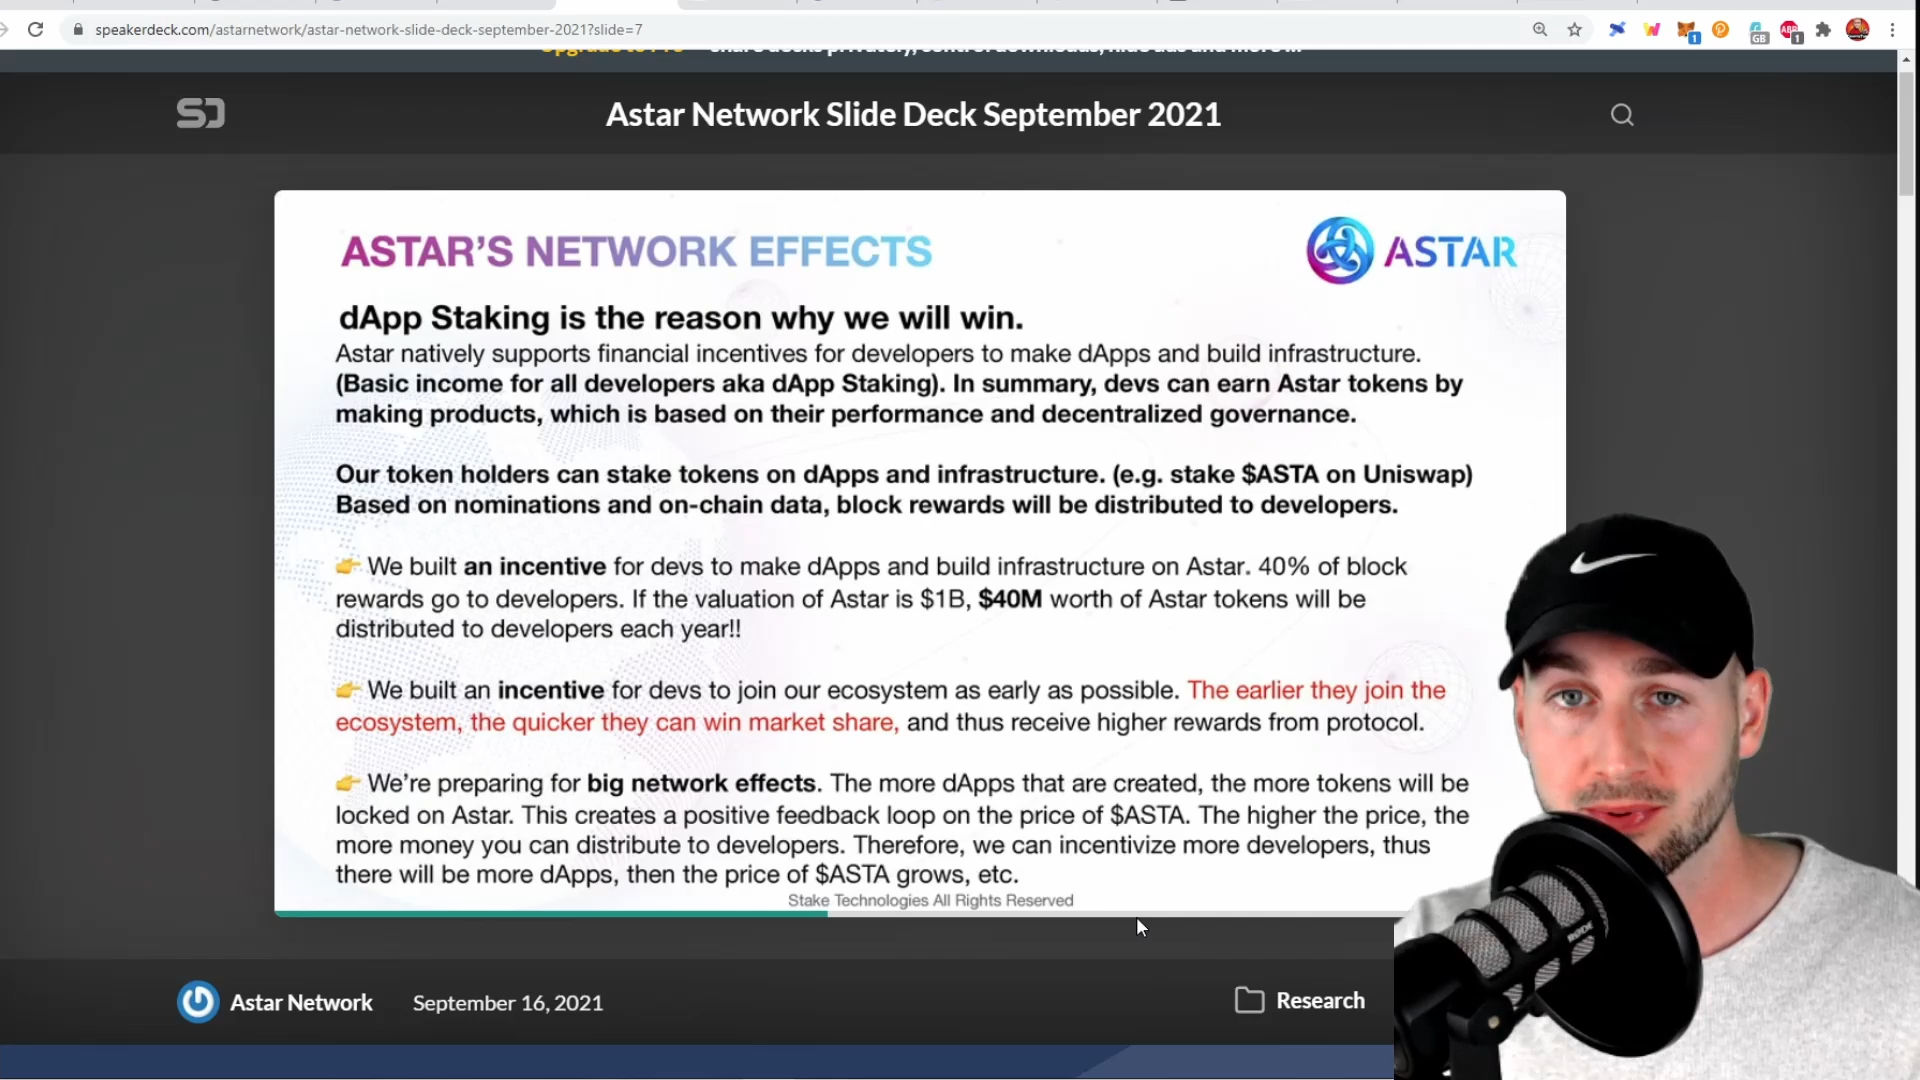 speakerdeck.com/astarnetwork/astar-network-slide-deck-september-2021?slide=7
1
GB
ABP
1
Astar Network Slide Deck September 2021
ASTAR'S NETWORK EFFECTS
ASTAR
dApp Staking is the reason why we will win.
Astar natively supports financial incentives for developers to make dApps and build infrastructure.
(Basic income for all developers aka dApp Staking). In summary, devs can earn Astar tokens by
making products, which is based on their performance and decentralized governance.
Our token holders can stake tokens on dApps and infrastructure. (e.g. stake $ASTA on Uniswap)
Based on nominations and on-chain data, block rewards will be distributed to developers.
👉 We built an incentive for devs to make dApps and build infrastructure on Astar. 40% of block
rewards go to developers. If the valuation of Astar is $1B, $40M worth of Astar tokens will be
distributed to developers each year!!
👉 We built an incentive for devs to join our ecosystem as early as possible. The earlier they join the
ecosystem, the quicker they can win market share, and thus receive higher rewards from protocol.
👉 We're preparing for big network effects. The more dApps that are created, the more tokens will be
locked on Astar. This creates a positive feedback loop on the price of $ASTA. The higher the price, the
more money you can distribute to developers. Therefore, we can incentivize more developers, thus
there will be more dApps, then the price of $ASTA grows, etc.
Stake Technologies All Rights Reserved
RØDE
Astar Network
September 16, 2021
Research